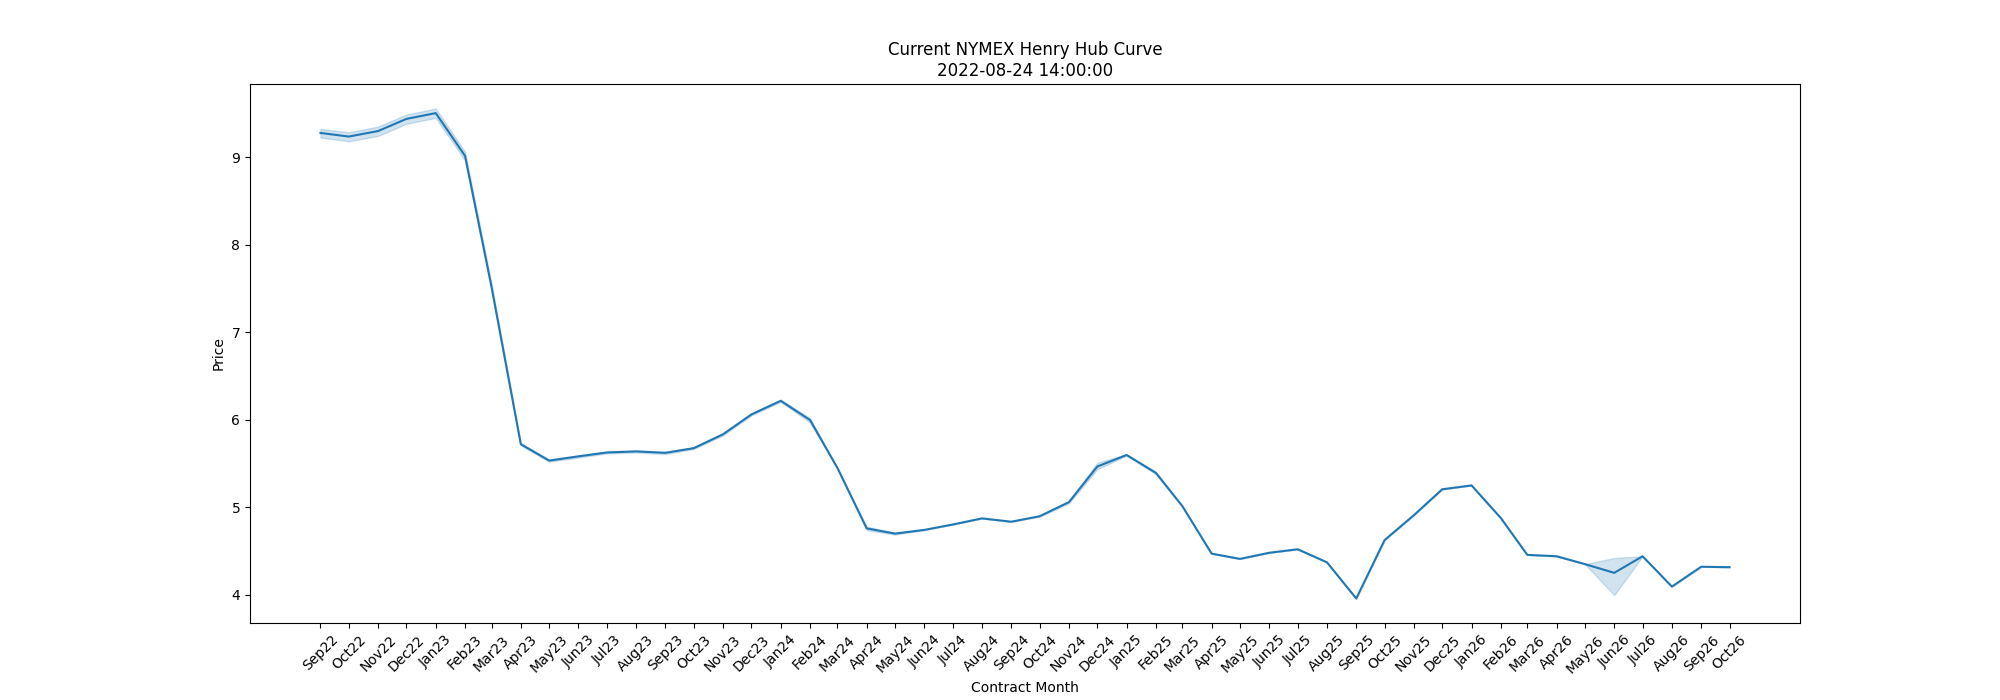 Current NYMEX Henry Hub Curve
2022-08-24 14:00:00
9
8
7
6
5
4
Price
Sep22
Oct22
Nov22
Dec22
Jan23
Feb23
Mar23
Apr23
May23
Jun23
Jul23
Aug23
Sep23
Oct23
Nov23
Dec23
Jan24
Feb24
Mar24
Apr24
May24
Jun24
Jul24
Aug24
Sep24
Oct24
Nov24
Dec24
Jan25
Feb25
Mar25
Apr25
May25
Jun25
Jul25
Aug25
Sep25
Oct25
Nov25
Dec25
Jan26
Feb26
Mar26
Apr26
May26
Jun26
Jul26
Aug26
Sep26
Oct26
Contract Month